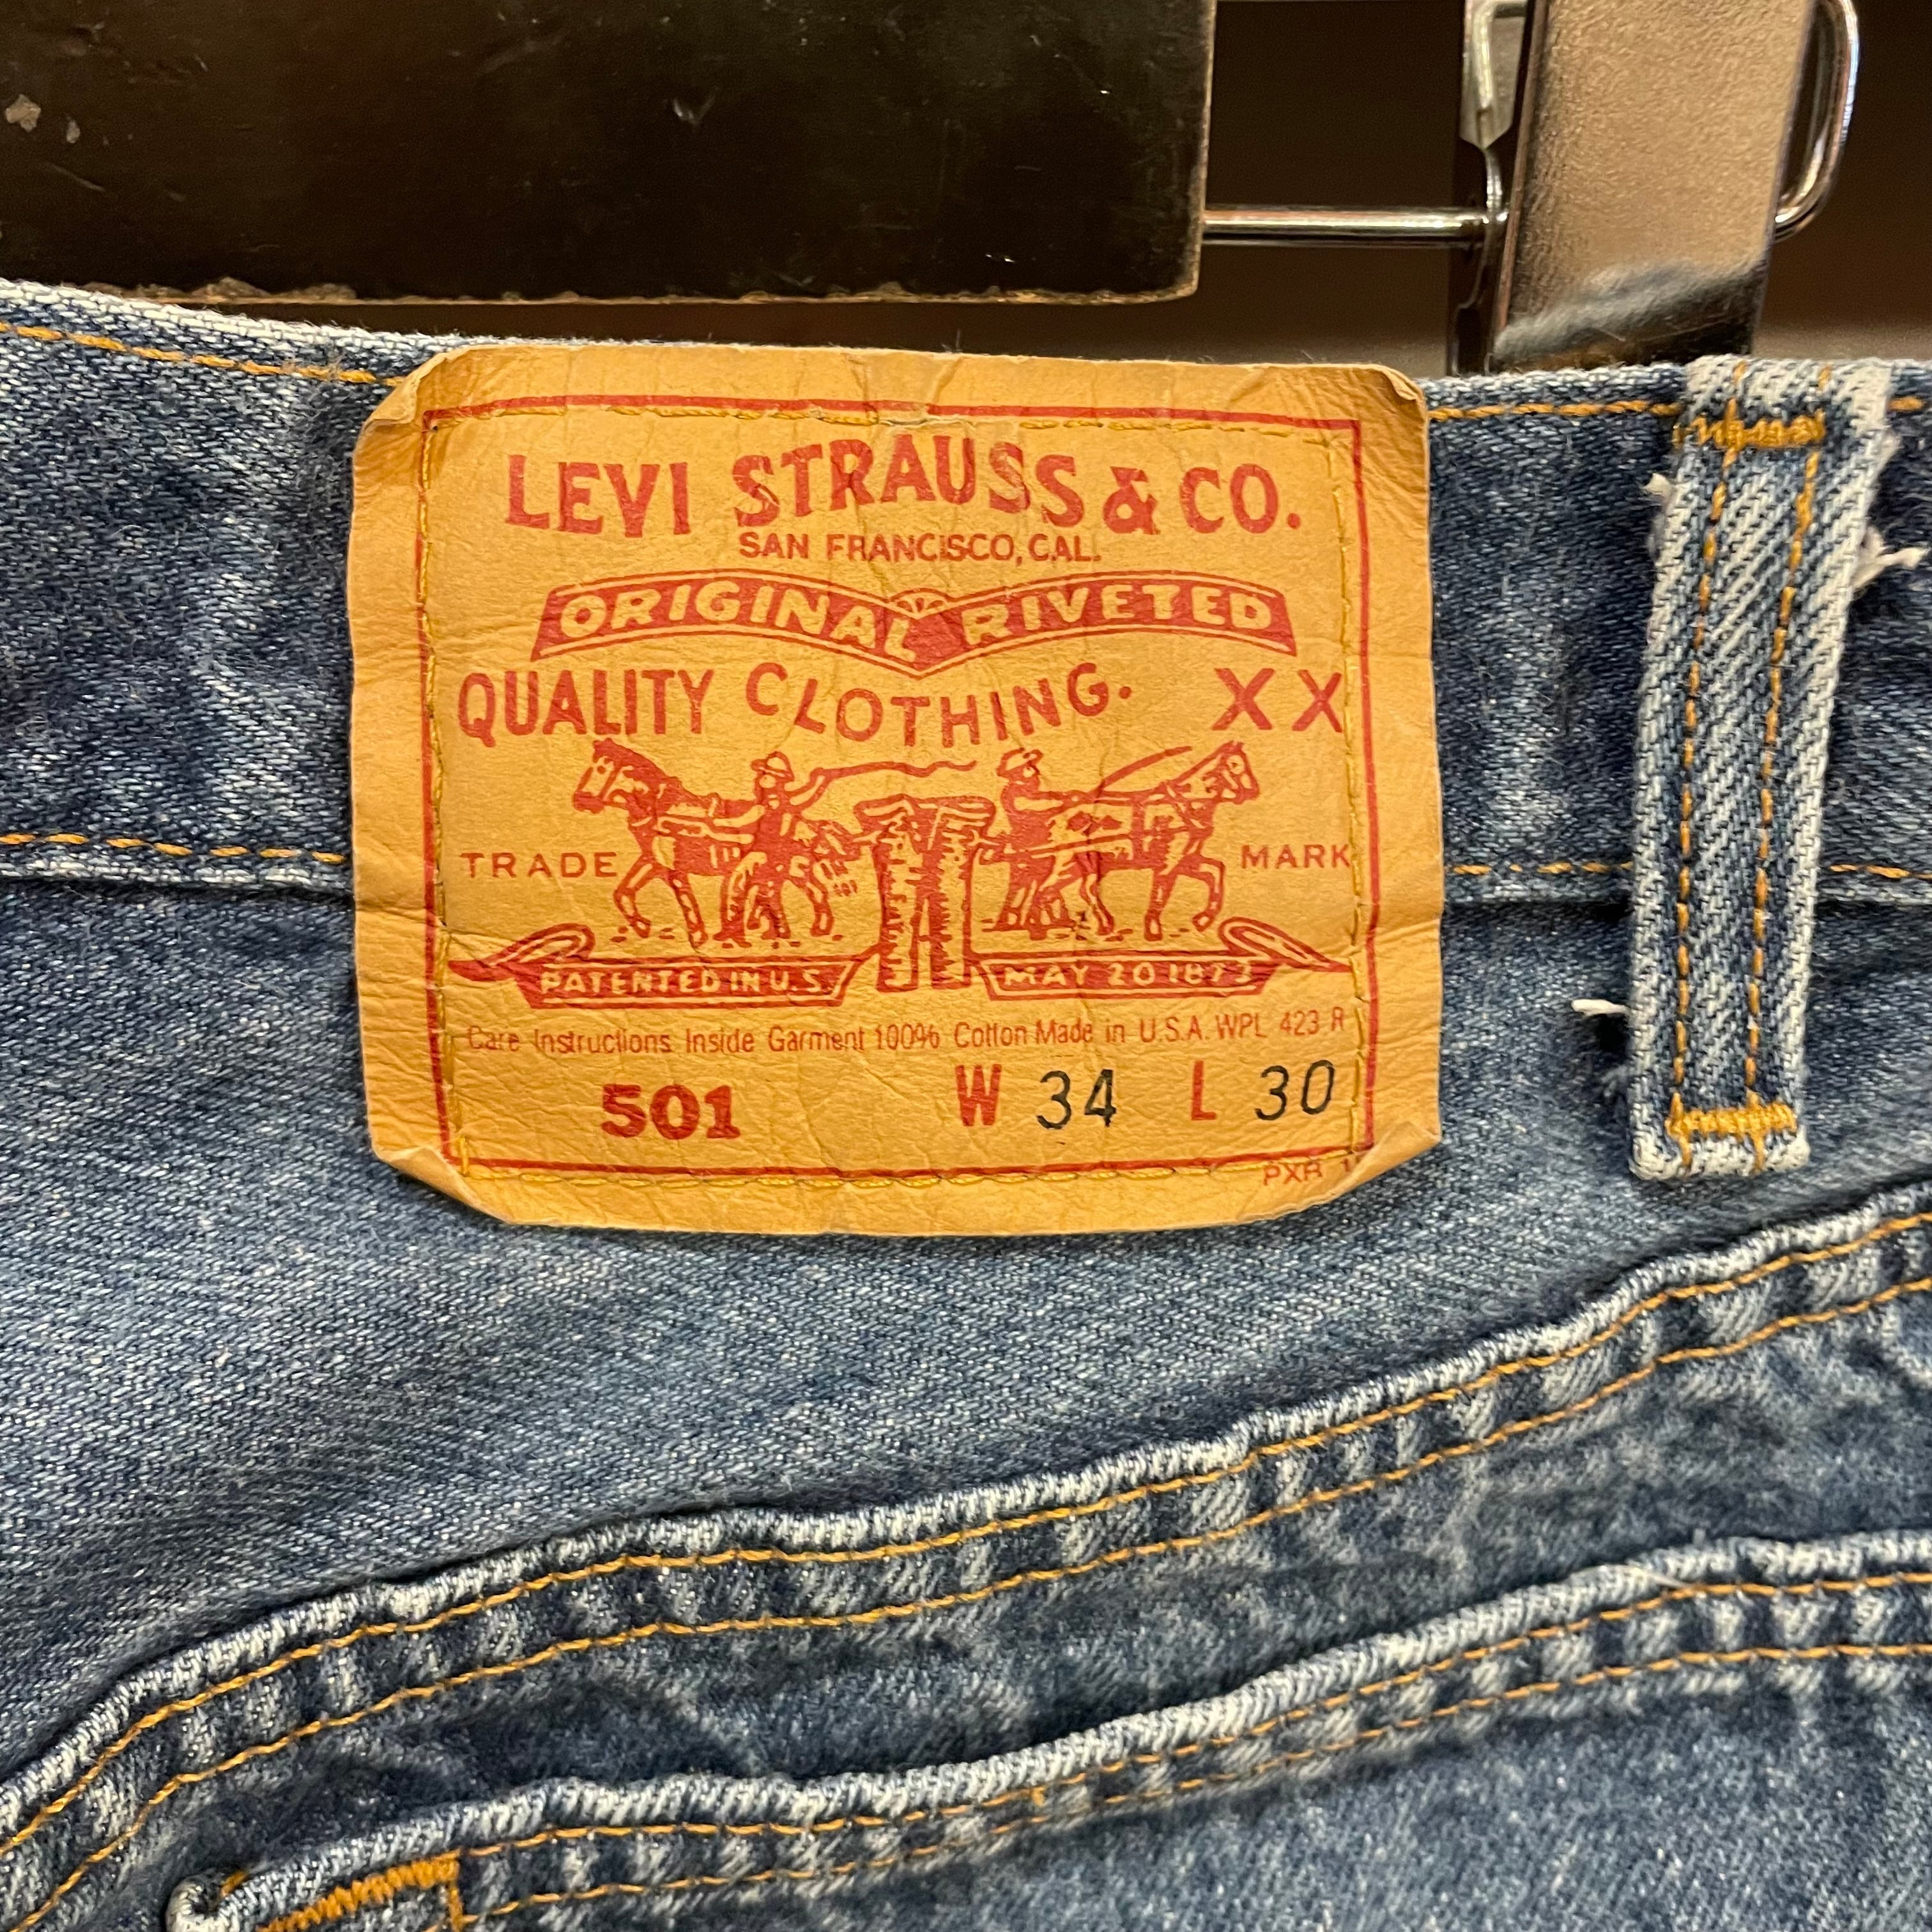 LEVI STRAUSS & CO.
SAN FRANCISCO, CAL.
ORIGINAL RIVETED
QUALITY CLOTHING. XX
TRADE MARK
PATENTED IN U.S. MAY 20 1873
Care Instructions Inside Garment 100% Cotton Made in U.S.A. WPL 423 R
501 W 34 L 30
PXR